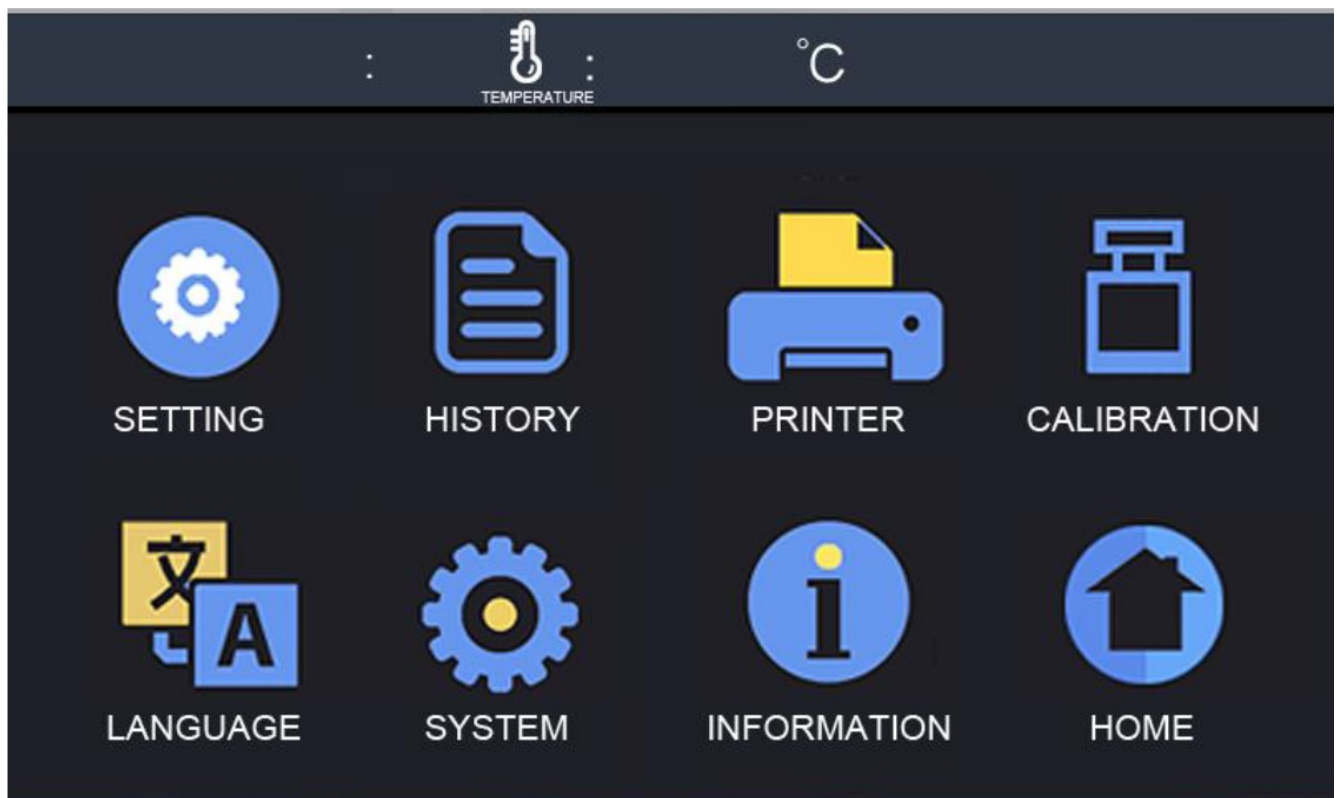 : : °C
TEMPERATURE
SETTING HISTORY PRINTER CALIBRATION
文 A i
LANGUAGE SYSTEM INFORMATION HOME